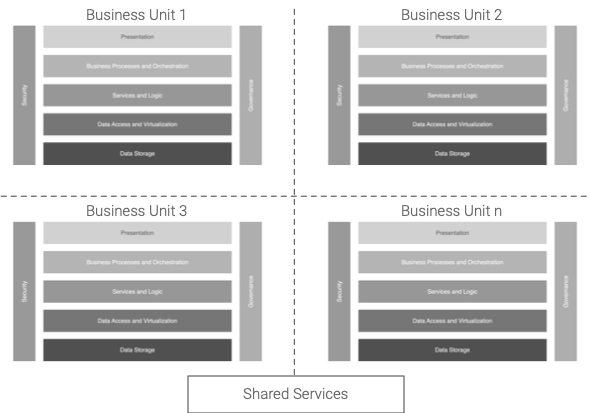 Business Unit 1
Security
Presentation
Business Processes and Orchestration
Services and Logic
Data Access and Virtualization
Data Storage
Governance
Business Unit 2
Security
Presentation
Business Processes and Orchestration
Services and Logic
Data Access and Virtualization
Data Storage
Governance
Business Unit 3
Security
Presentation
Business Processes and Orchestration
Services and Logic
Data Access and Virtualization
Data Storage
Governance
Business Unit n
Security
Presentation
Business Processes and Orchestration
Services and Logic
Data Access and Virtualization
Data Storage
Governance
Shared Services